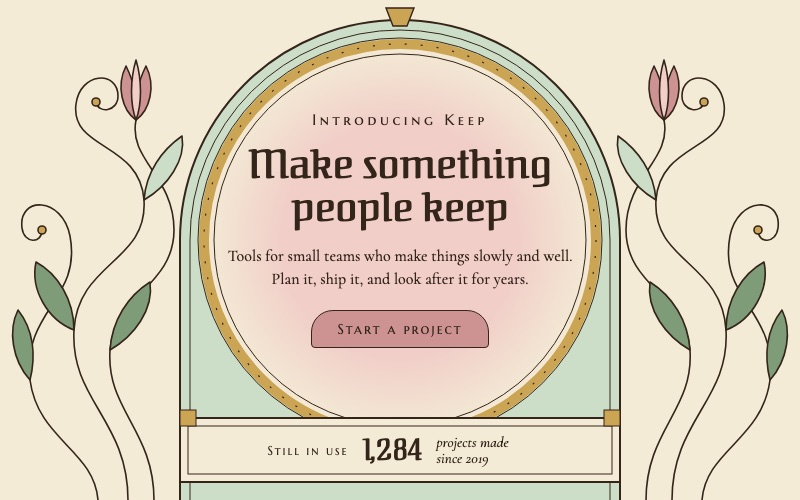 Introducing Keep
Make something
people keep
Tools for small teams who make things slowly and well.
Plan it, ship it, and look after it for years.
Start a project
Still in use 1,284 projects made
since 2019